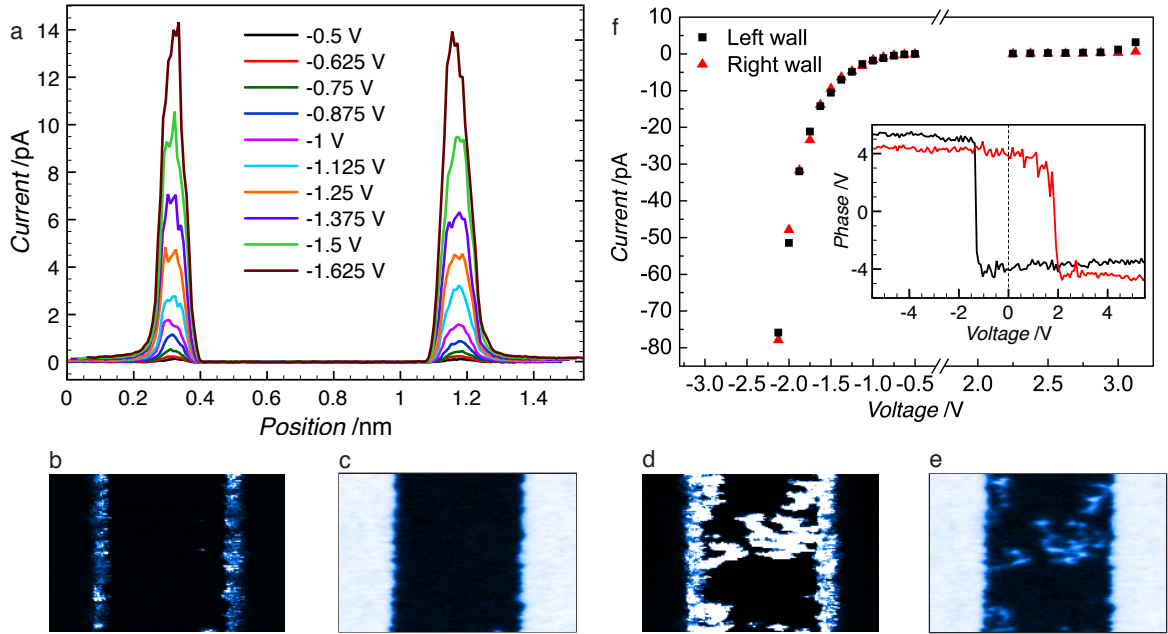 a
14
12
10
8
6
4
2
0
Current /pA
-0.5 V
-0.625 V
-0.75 V
-0.875 V
-1 V
-1.125 V
-1.25 V
-1.375 V
-1.5 V
-1.625 V
0 0.2 0.4 0.6 0.8 1 1.2 1.4
Position /nm
f
10
0
-10
-20
-30
-40
-50
-60
-70
-80
Current /pA
Left wall
Right wall
4
0
-4
Phase /V
-4 -2 0 2 4
Voltage /V
-3.0 -2.5 -2.0 -1.5 -1.0 -0.5 2.0 2.5 3.0
Voltage /V
b
c
d
e